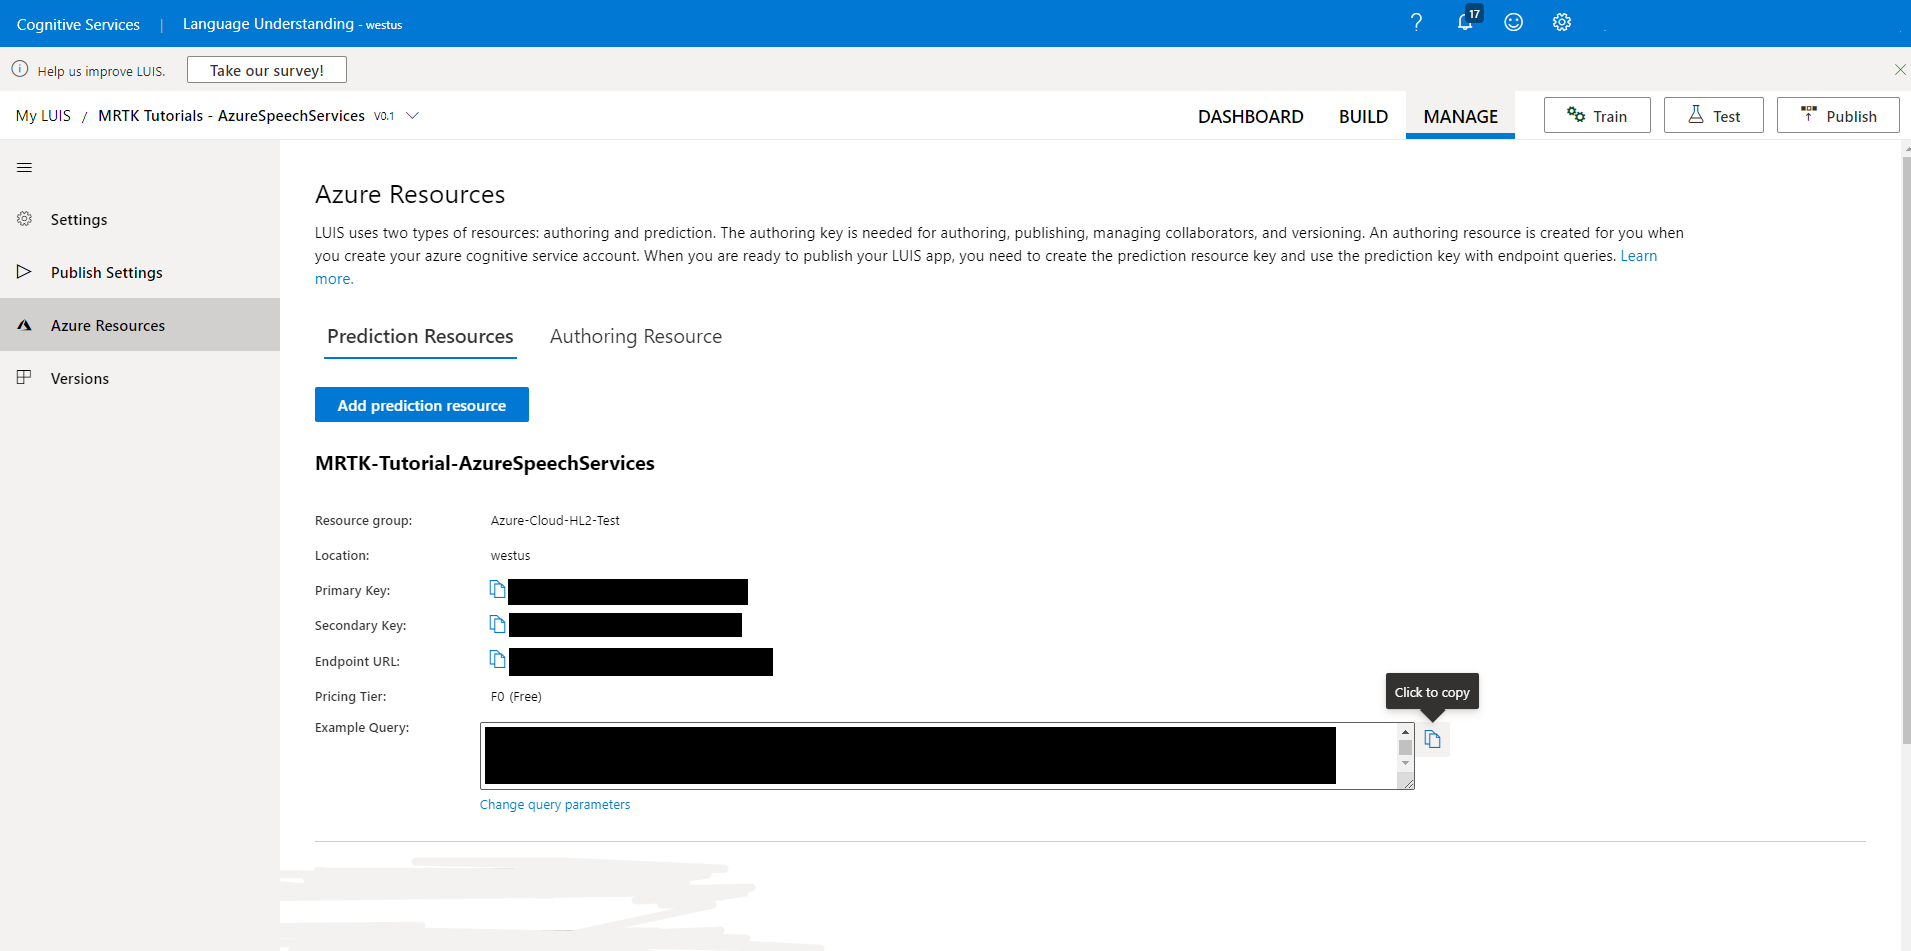 Cognitive Services | Language Understanding - westus
17
Help us improve LUIS. Take our survey!
My LUIS / MRTK Tutorials - AzureSpeechServices V0.1
DASHBOARD BUILD MANAGE Train Test Publish
Settings
Publish Settings
Azure Resources
Versions
Azure Resources
LUIS uses two types of resources: authoring and prediction. The authoring key is needed for authoring, publishing, managing collaborators, and versioning. An authoring resource is created for you when
you create your azure cognitive service account. When you are ready to publish your LUIS app, you need to create the prediction resource key and use the prediction key with endpoint queries. Learn
more.
Prediction Resources Authoring Resource
Add prediction resource
MRTK-Tutorial-AzureSpeechServices
Resource group: Azure-Cloud-HL2-Test
Location: westus
Primary Key:
Secondary Key:
Endpoint URL:
Pricing Tier: F0 (Free)
Click to copy
Example Query:
Change query parameters